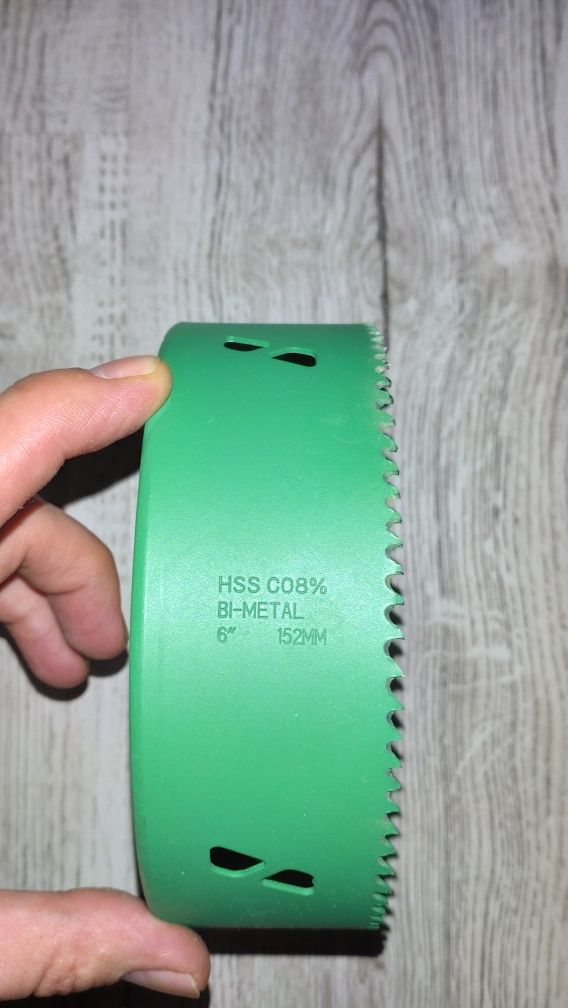 HSS CO8%
BI-METAL
6" 152MM